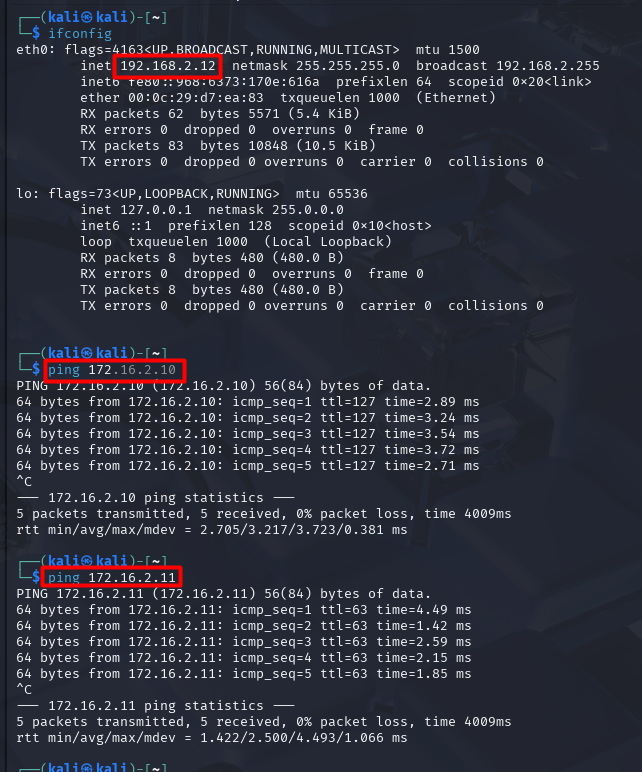 ┌──(kali㉿kali)-[~]
└─$ ifconfig
eth0: flags=4163<UP,BROADCAST,RUNNING,MULTICAST>  mtu 1500
        inet 192.168.2.12  netmask 255.255.255.0  broadcast 192.168.2.255
        inet6 fe80::968:6373:170e:616a  prefixlen 64  scopeid 0×20<link>
        ether 00:0c:29:d7:ea:83  txqueuelen 1000  (Ethernet)
        RX packets 62  bytes 5571 (5.4 KiB)
        RX errors 0  dropped 0  overruns 0  frame 0
        TX packets 83  bytes 10848 (10.5 KiB)
        TX errors 0  dropped 0 overruns 0  carrier 0  collisions 0

lo: flags=73<UP,LOOPBACK,RUNNING>  mtu 65536
        inet 127.0.0.1  netmask 255.0.0.0
        inet6 ::1  prefixlen 128  scopeid 0×10<host>
        loop  txqueuelen 1000  (Local Loopback)
        RX packets 8  bytes 480 (480.0 B)
        RX errors 0  dropped 0  overruns 0  frame 0
        TX packets 8  bytes 480 (480.0 B)
        TX errors 0  dropped 0 overruns 0  carrier 0  collisions 0

┌──(kali㉿kali)-[~]
└─$ ping 172.16.2.10
PING 172.16.2.10 (172.16.2.10) 56(84) bytes of data.
64 bytes from 172.16.2.10: icmp_seq=1 ttl=127 time=2.89 ms
64 bytes from 172.16.2.10: icmp_seq=2 ttl=127 time=3.24 ms
64 bytes from 172.16.2.10: icmp_seq=3 ttl=127 time=3.54 ms
64 bytes from 172.16.2.10: icmp_seq=4 ttl=127 time=3.72 ms
64 bytes from 172.16.2.10: icmp_seq=5 ttl=127 time=2.71 ms
^C
--- 172.16.2.10 ping statistics ---
5 packets transmitted, 5 received, 0% packet loss, time 4009ms
rtt min/avg/max/mdev = 2.705/3.217/3.723/0.381 ms

┌──(kali㉿kali)-[~]
└─$ ping 172.16.2.11
PING 172.16.2.11 (172.16.2.11) 56(84) bytes of data.
64 bytes from 172.16.2.11: icmp_seq=1 ttl=63 time=4.49 ms
64 bytes from 172.16.2.11: icmp_seq=2 ttl=63 time=1.42 ms
64 bytes from 172.16.2.11: icmp_seq=3 ttl=63 time=2.59 ms
64 bytes from 172.16.2.11: icmp_seq=4 ttl=63 time=2.15 ms
64 bytes from 172.16.2.11: icmp_seq=5 ttl=63 time=1.85 ms
^C
--- 172.16.2.11 ping statistics ---
5 packets transmitted, 5 received, 0% packet loss, time 4009ms
rtt min/avg/max/mdev = 1.422/2.500/4.493/1.066 ms

┌──(kali㉿kali)-[~]